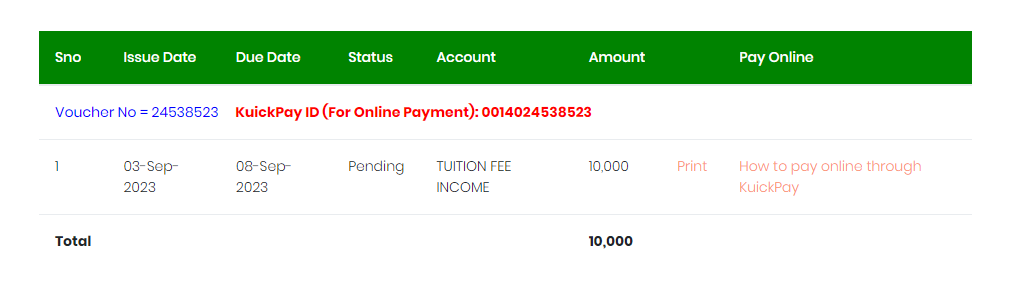 Sno Issue Date Due Date Status Account Amount Pay Online
Voucher No = 24538523 KuickPay ID (For Online Payment): 0014024538523
1 03-Sep- 08-Sep- Pending TUITION FEE 10,000 Print How to pay online through
2023 2023 INCOME KuickPay
Total 10,000